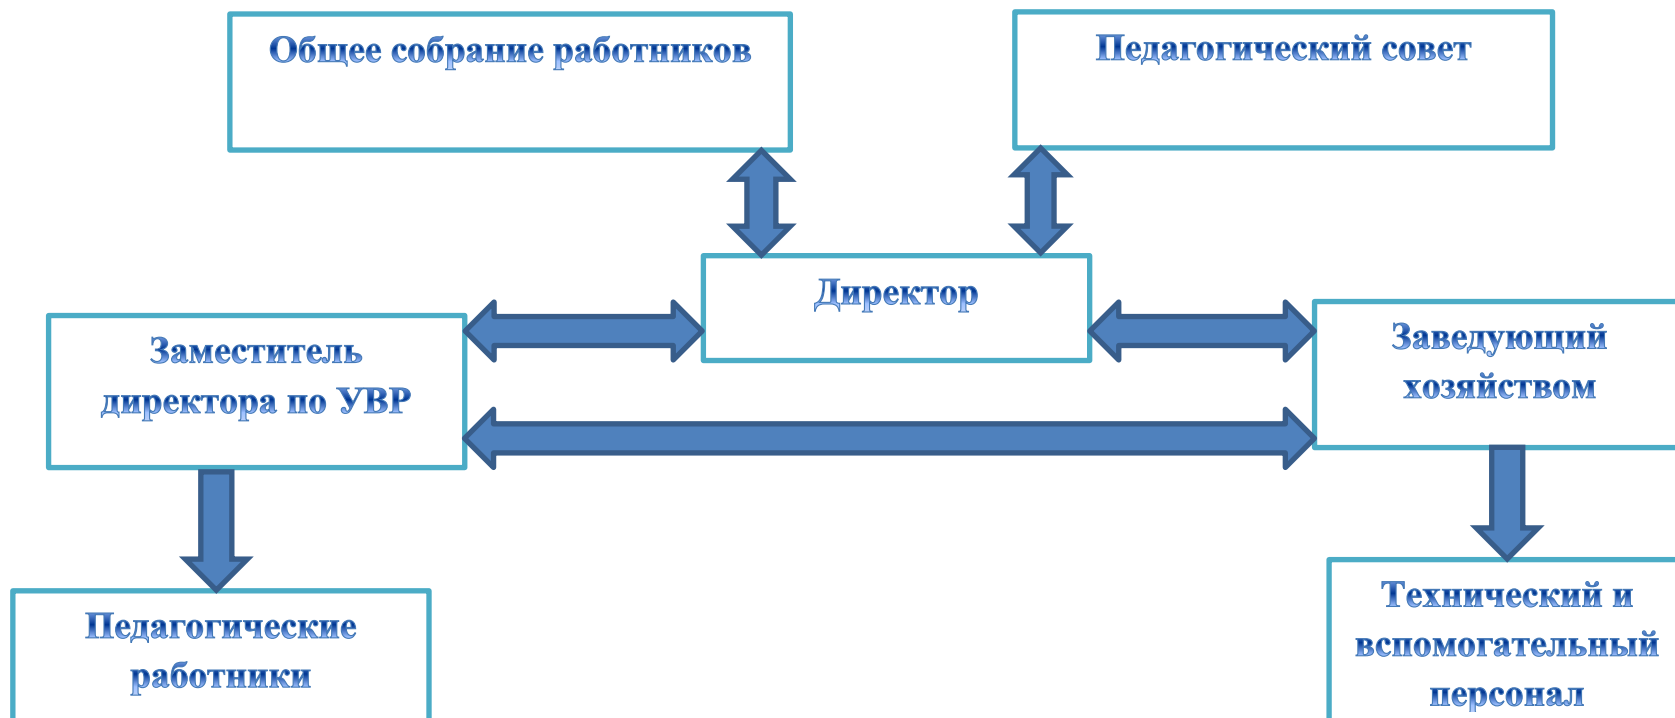 Общее собрание работников
Педагогический совет
Директор
Заместитель
директора по УВР
Заведующий
хозяйством
Педагогические
работники
Технический и
вспомогательный
персонал